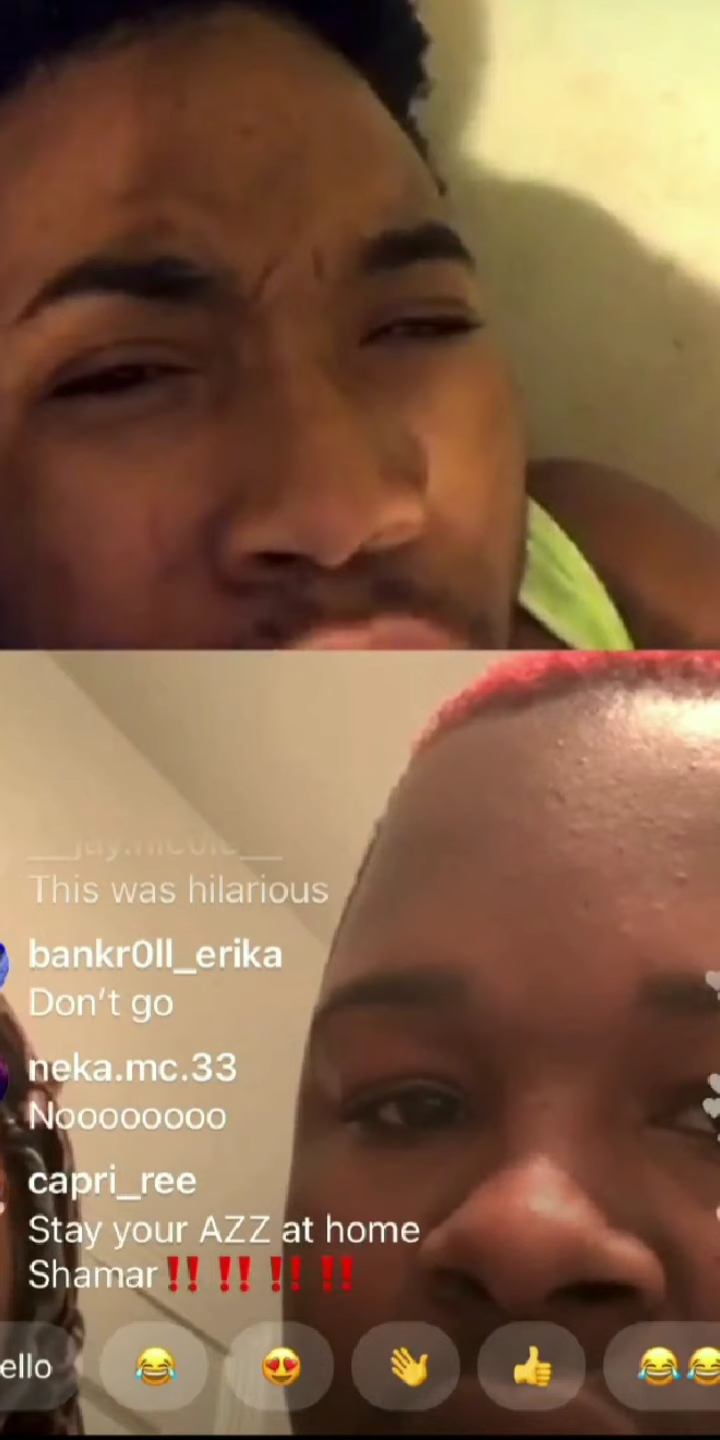 This was hilarious
bankr0ll_erika
Don't go
neka.mc.33
Noooooooo
capri_ree
Stay your AZZ at home
Shamar‼️‼️‼️‼️
ello